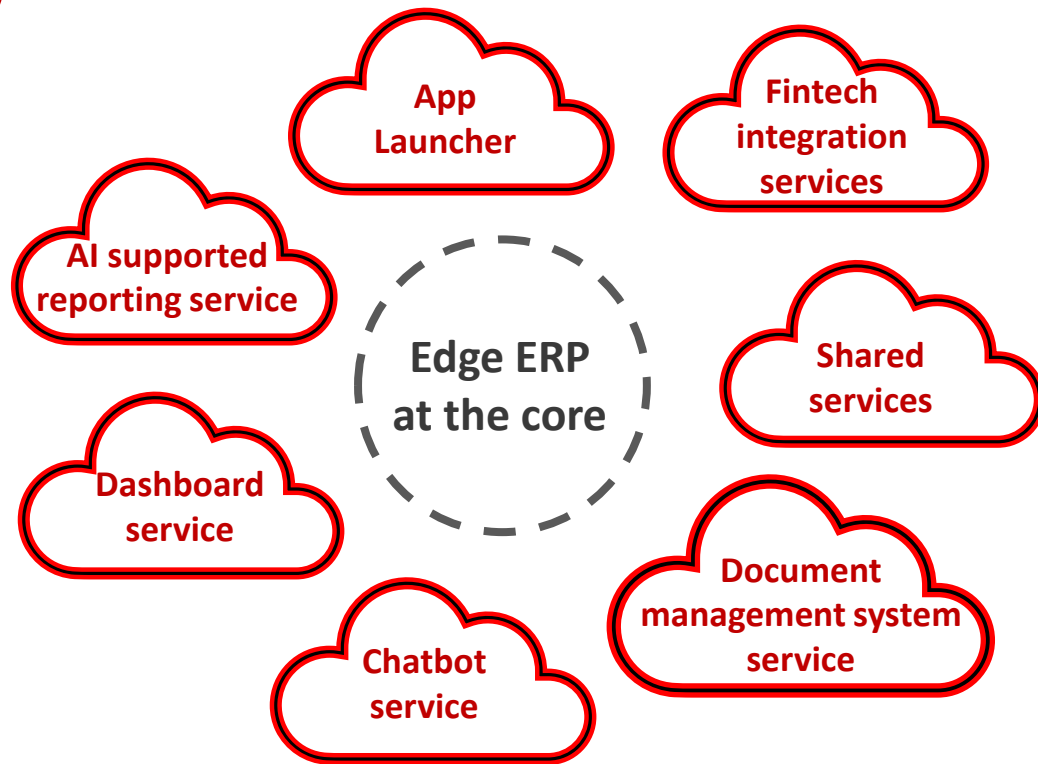 App
Launcher
Fintech
integration
services
AI supported
reporting service
Edge ERP
at the core
Shared
services
Dashboard
service
Document
management system
service
Chatbot
service